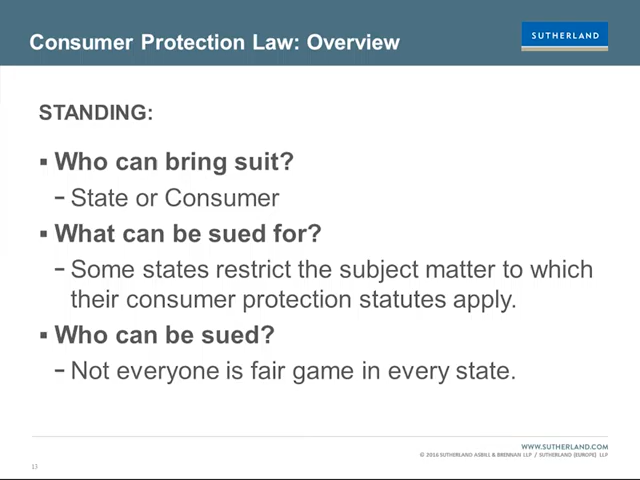 Consumer Protection Law: Overview
SUTHERLAND
STANDING:
▪ Who can bring suit?
− State or Consumer
▪ What can be sued for?
− Some states restrict the subject matter to which
their consumer protection statutes apply.
▪ Who can be sued?
− Not everyone is fair game in every state.
WWW.SUTHERLAND.COM
© 2016 SUTHERLAND ASBILL & BRENNAN LLP / SUTHERLAND (EUROPE) LLP
13